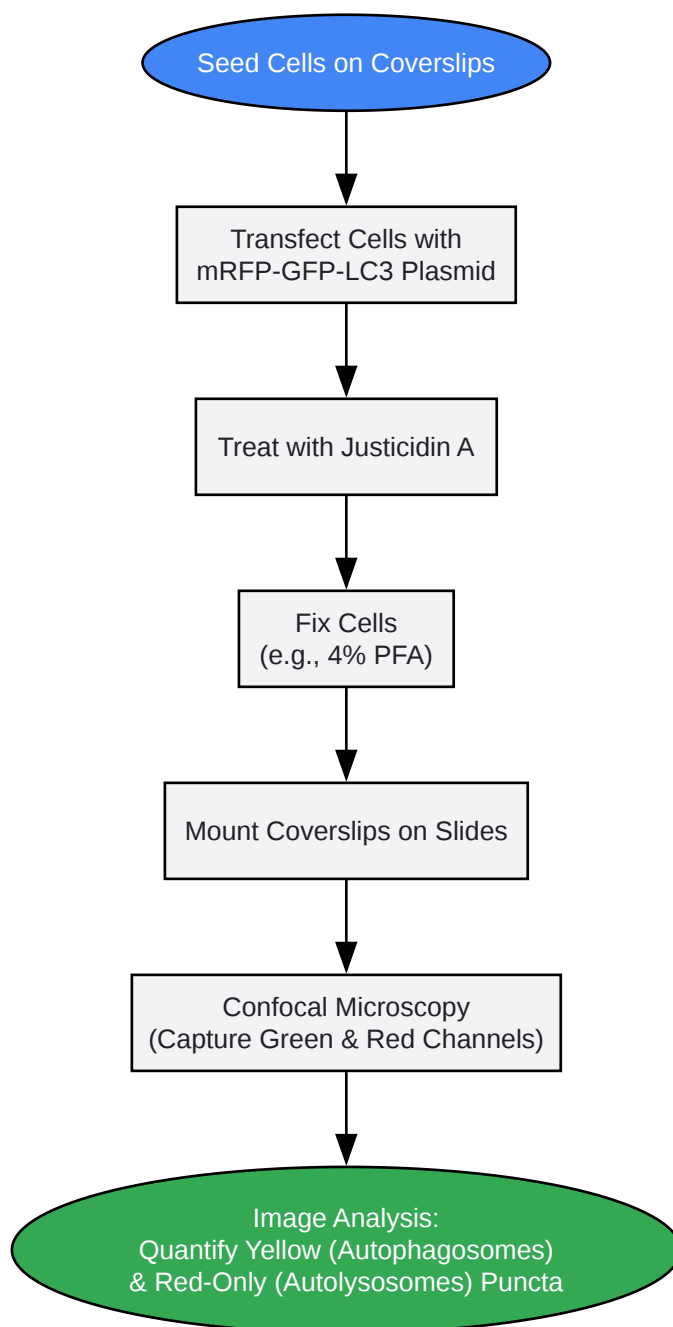 Seed Cells on Coverslips
Transfect Cells with
mRFP-GFP-LC3 Plasmid
Treat with Justicidin A
Fix Cells
(e.g., 4% PFA)
Mount Coverslips on Slides
Confocal Microscopy
(Capture Green & Red Channels)
Image Analysis:
Quantify Yellow (Autophagosomes)
& Red-Only (Autolysosomes) Puncta